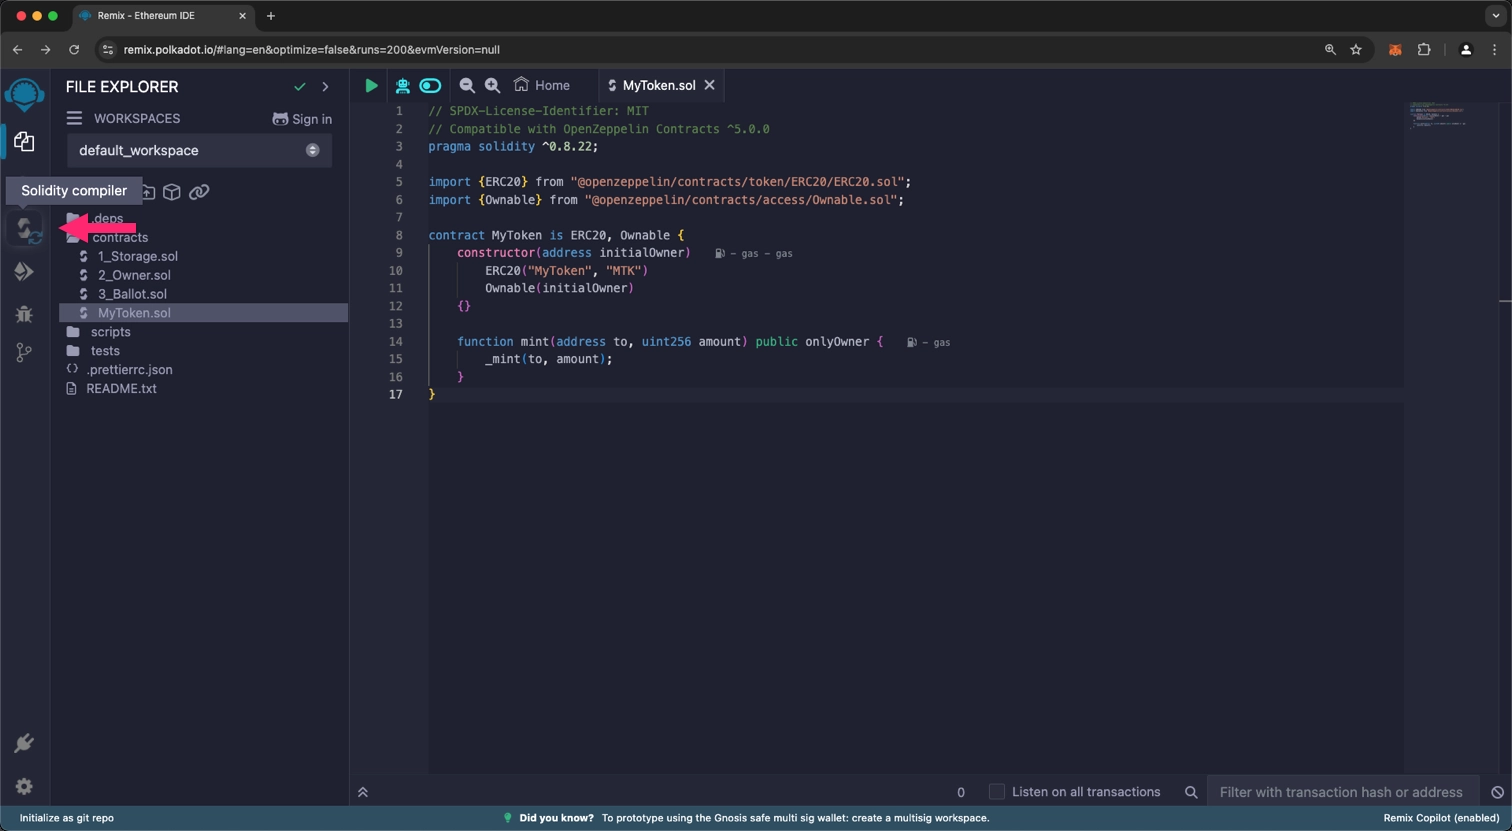 Remix - Ethereum IDE
remix.polkadot.io/#lang=en&optimize=false&runs=200&evmVersion=null
FILE EXPLORER
WORKSPACES
Sign in
default_workspace
Solidity compiler
.deps
contracts
1_Storage.sol
2_Owner.sol
3_Ballot.sol
MyToken.sol
scripts
tests
.prettierrc.json
README.txt
Home
MyToken.sol
1 // SPDX-License-Identifier: MIT
2 // Compatible with OpenZeppelin Contracts ^5.0.0
3 pragma solidity ^0.8.22;
4
5 import {ERC20} from "@openzeppelin/contracts/token/ERC20/ERC20.sol";
6 import {Ownable} from "@openzeppelin/contracts/access/Ownable.sol";
7
8 contract MyToken is ERC20, Ownable {
9 constructor(address initialOwner) - gas - gas
10 ERC20("MyToken", "MTK")
11 Ownable(initialOwner)
12 {}
13
14 function mint(address to, uint256 amount) public onlyOwner { - gas
15 _mint(to, amount);
16 }
17 }
0 Listen on all transactions Filter with transaction hash or address
Initialize as git repo
Did you know? To prototype using the Gnosis safe multi sig wallet: create a multisig workspace.
Remix Copilot (enabled)